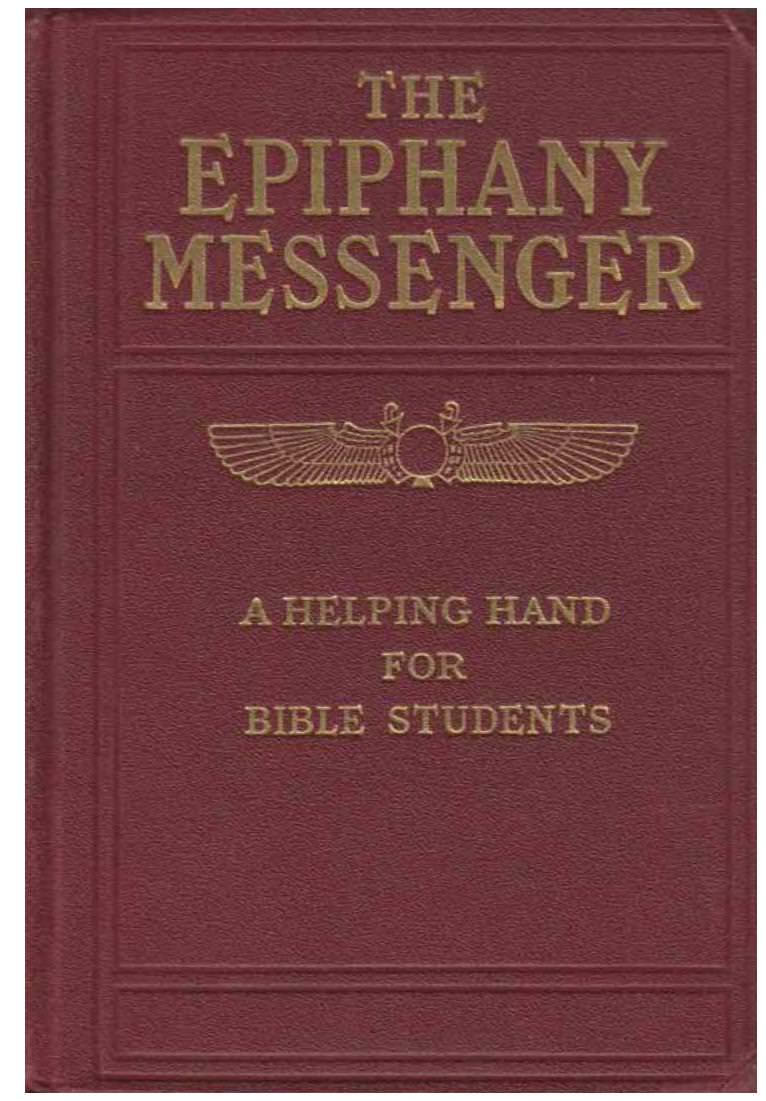 THE
EPIPHANY
MESSENGER
A HELPING HAND
FOR
BIBLE STUDENTS